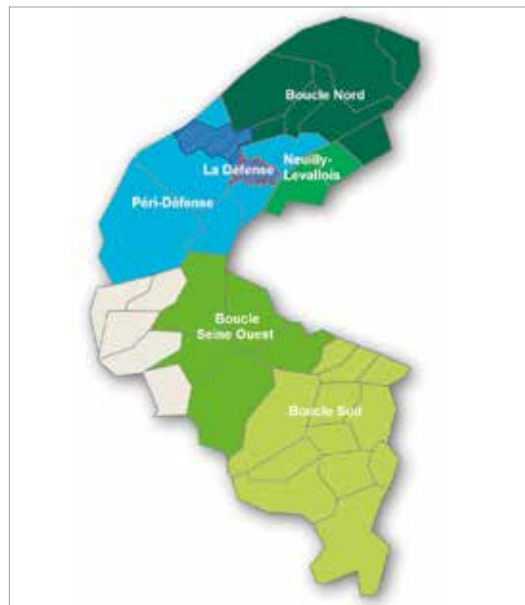 Boucle Nord
Neuilly-
Levallois
La Défense
Péri-Défense
Boucle
Seine Ouest
Boucle Sud